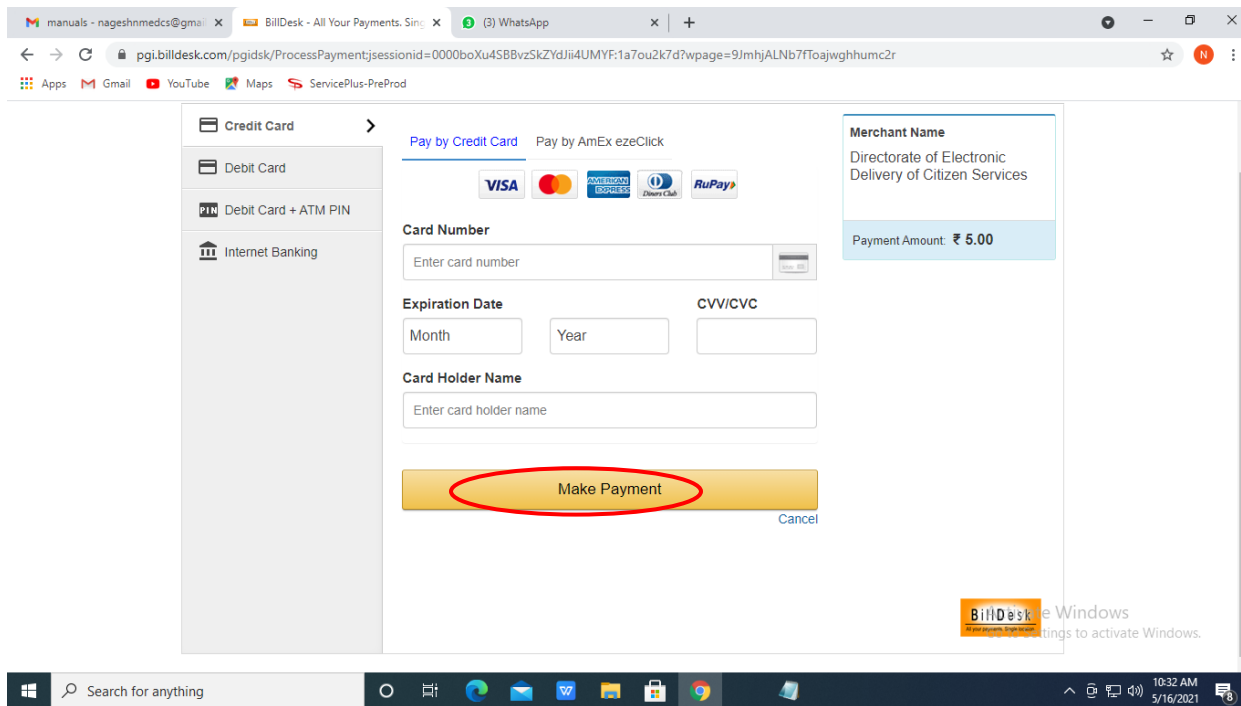 manuals - nageshnmedcs@gmai
BillDesk - All Your Payments. Sing
(3) WhatsApp
pgi.billdesk.com/pgidsk/ProcessPayment;jsessionid=0000boXu4SBBvzSkZYdJii4UMYF:1a7ou2k7d?wpage=9JmhjALNb7fToajwghhumc2r
N
Apps Gmail YouTube Maps ServicePlus-PreProd
Credit Card
Debit Card
PIN Debit Card + ATM PIN
Internet Banking
Pay by Credit Card Pay by AmEx ezeClick
VISA AMERICAN EXPRESS Diners Club RuPay
Card Number
Enter card number
Expiration Date CVV/CVC
Month Year
Card Holder Name
Enter card holder name
Make Payment
Cancel
Merchant Name
Directorate of Electronic
Delivery of Citizen Services
Payment Amount: ₹ 5.00
BillDesk
Windows
tings to activate Windows.
Search for anything
10:32 AM
5/16/2021
8